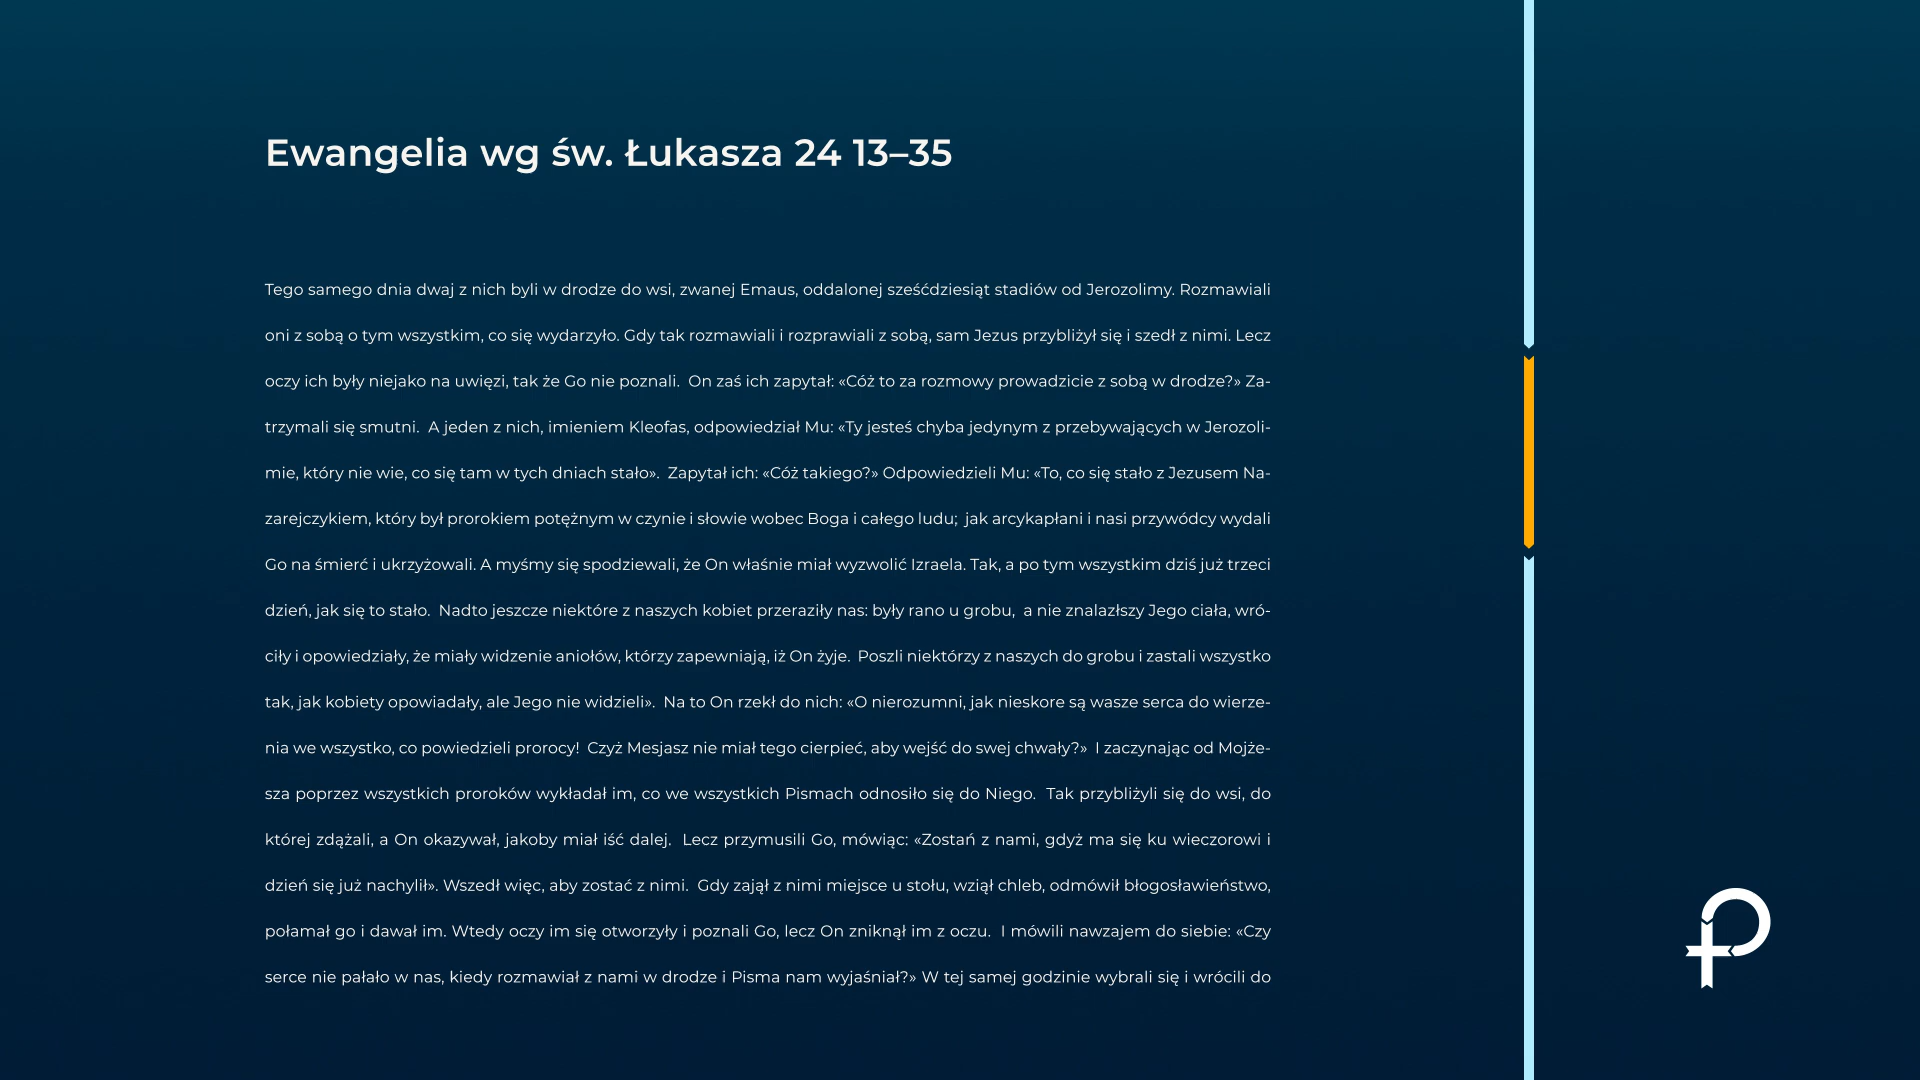 Ewangelia wg św. Łukasza 24 13–35
Tego samego dnia dwaj z nich byli w drodze do wsi, zwanej Emaus, oddalonej sześćdziesiąt stadiów od Jerozolimy. Rozmawiali
oni z sobą o tym wszystkim, co się wydarzyło. Gdy tak rozmawiali i rozprawiali z sobą, sam Jezus przybliżył się i szedł z nimi. Lecz
oczy ich były niejako na uwięzi, tak że Go nie poznali.  On zaś ich zapytał: «Cóż to za rozmowy prowadzicie z sobą w drodze?» Za-
trzymali się smutni.  A jeden z nich, imieniem Kleofas, odpowiedział Mu: «Ty jesteś chyba jedynym z przebywających w Jerozoli-
mie, który nie wie, co się tam w tych dniach stało».  Zapytał ich: «Cóż takiego?» Odpowiedzieli Mu: «To, co się stało z Jezusem Na-
zarejczykiem, który był prorokiem potężnym w czynie i słowie wobec Boga i całego ludu;  jak arcykapłani i nasi przywódcy wydali
Go na śmierć i ukrzyżowali. A myśmy się spodziewali, że On właśnie miał wyzwolić Izraela. Tak, a po tym wszystkim dziś już trzeci
dzień, jak się to stało.  Nadto jeszcze niektóre z naszych kobiet przeraziły nas: były rano u grobu,  a nie znalazłszy Jego ciała, wró-
ciły i opowiedziały, że miały widzenie aniołów, którzy zapewniają, iż On żyje.  Poszli niektórzy z naszych do grobu i zastali wszystko
tak, jak kobiety opowiadały, ale Jego nie widzieli».  Na to On rzekł do nich: «O nierozumni, jak nieskore są wasze serca do wierze-
nia we wszystko, co powiedzieli prorocy!  Czyż Mesjasz nie miał tego cierpieć, aby wejść do swej chwały?»  I zaczynając od Mojże-
sza poprzez wszystkich proroków wykładał im, co we wszystkich Pismach odnosiło się do Niego.  Tak przybliżyli się do wsi, do
której zdążali, a On okazywał, jakoby miał iść dalej.  Lecz przymusili Go, mówiąc: «Zostań z nami, gdyż ma się ku wieczorowi i
dzień się już nachylił». Wszedł więc, aby zostać z nimi.  Gdy zajął z nimi miejsce u stołu, wziął chleb, odmówił błogosławieństwo,
połamał go i dawał im. Wtedy oczy im się otworzyły i poznali Go, lecz On zniknął im z oczu.  I mówili nawzajem do siebie: «Czy
serce nie pałało w nas, kiedy rozmawiał z nami w drodze i Pisma nam wyjaśniał?» W tej samej godzinie wybrali się i wrócili do